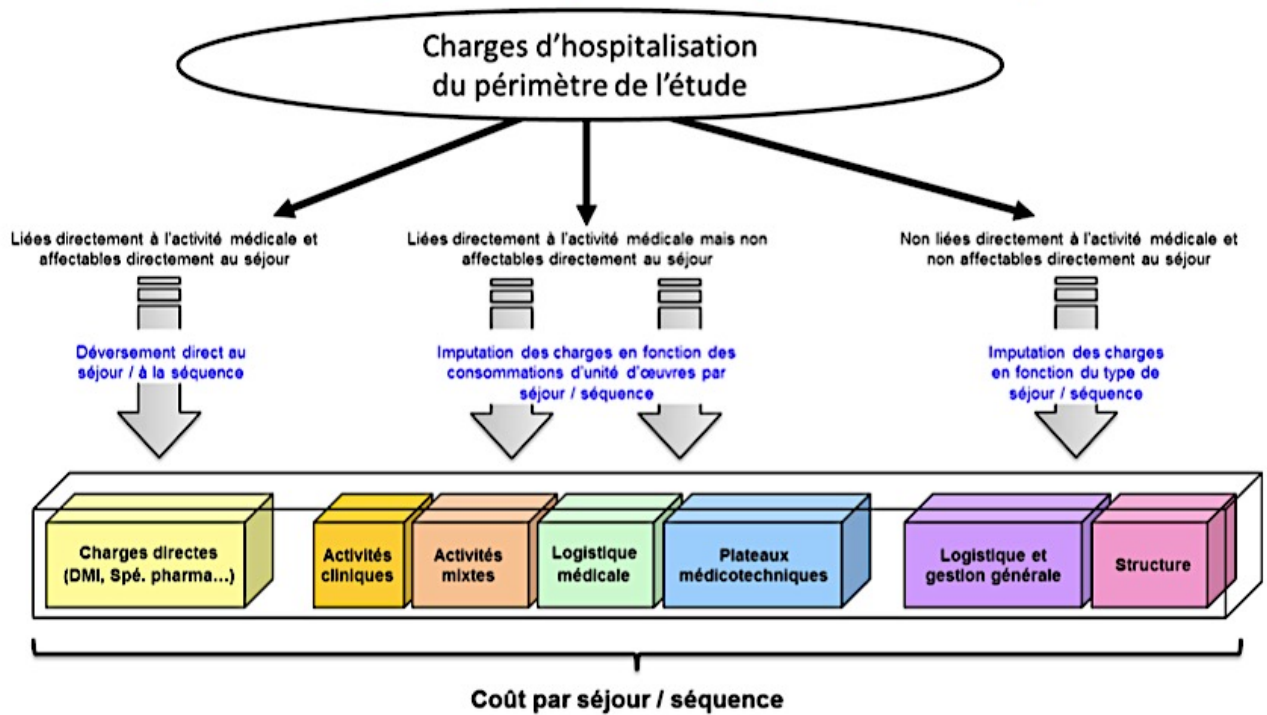 Charges d'hospitalisation
du périmètre de l'étude
Liées directement à l'activité médicale et
affectables directement au séjour
Liées directement à l'activité médicale mais non
affectables directement au séjour
Non liées directement à l'activité médicale et
non affectables directement au séjour
Déversement direct au
séjour / à la séquence
Imputation des charges en fonction des
consommations d'unité d'œuvres par
séjour / séquence
Imputation des charges
en fonction du type de
séjour / séquence
Charges directes
(DMI, Spé. pharma...)
Activités
cliniques
Activités
mixtes
Logistique
médicale
Plateaux
médicotechniques
Logistique et
gestion générale
Structure
Coût par séjour / séquence